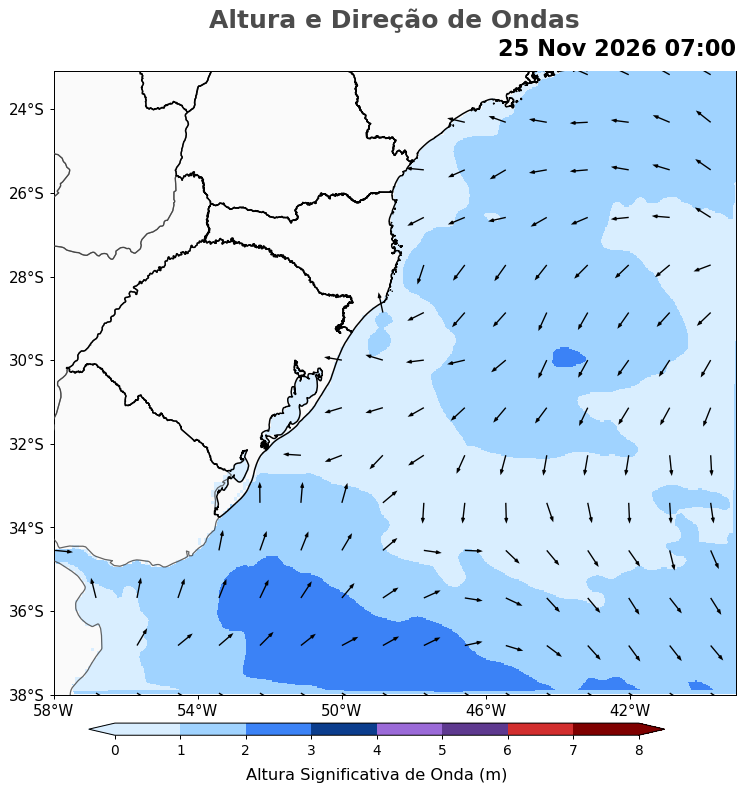 Altura e Direção de Ondas
25 Nov 2026 07:00
24°S
26°S
28°S
30°S
32°S
34°S
36°S
38°S
58°W 54°W 50°W 46°W 42°W
0 1 2 3 4 5 6 7 8
Altura Significativa de Onda (m)